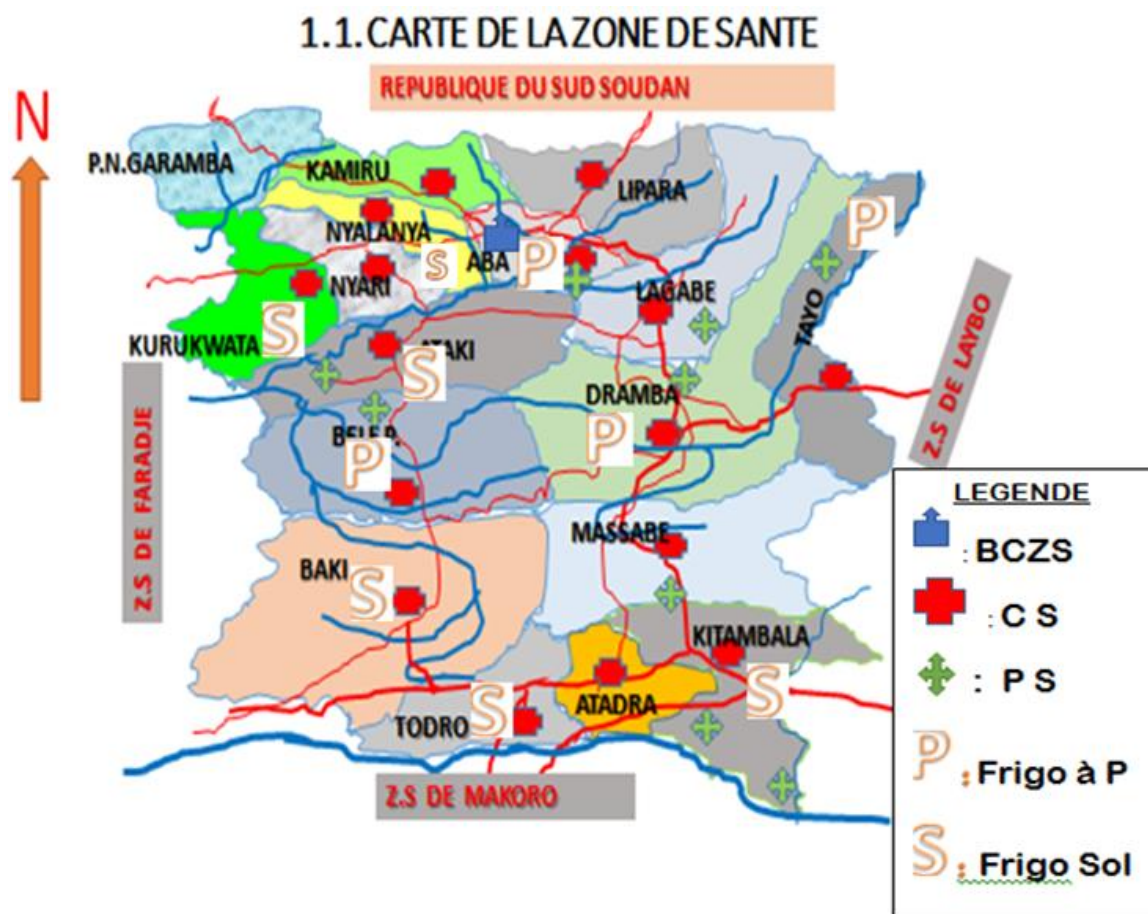 1.1.CARTE DE LA ZONE DE SANTE
REPUBLIQUE DU SUD SOUDAN
N
P.N.GARAMBA
KAMIRU
LIPARA
P
NYALANYA
S
ABA
P
NYARI
LAGABE
TAYO
S
KURUKWATA
ATAKI
S
Z.S DE LAYBO
DRAMBA
P
P
Z.S DE FARADJE
MASSABE
BAKI
S
KITAMBALA
S
S
ATADRA
TODRO
Z.S DE MAKORO
LEGENDE
: BCZS
: C S
: P S
P : Frigo à P
S : Frigo Sol